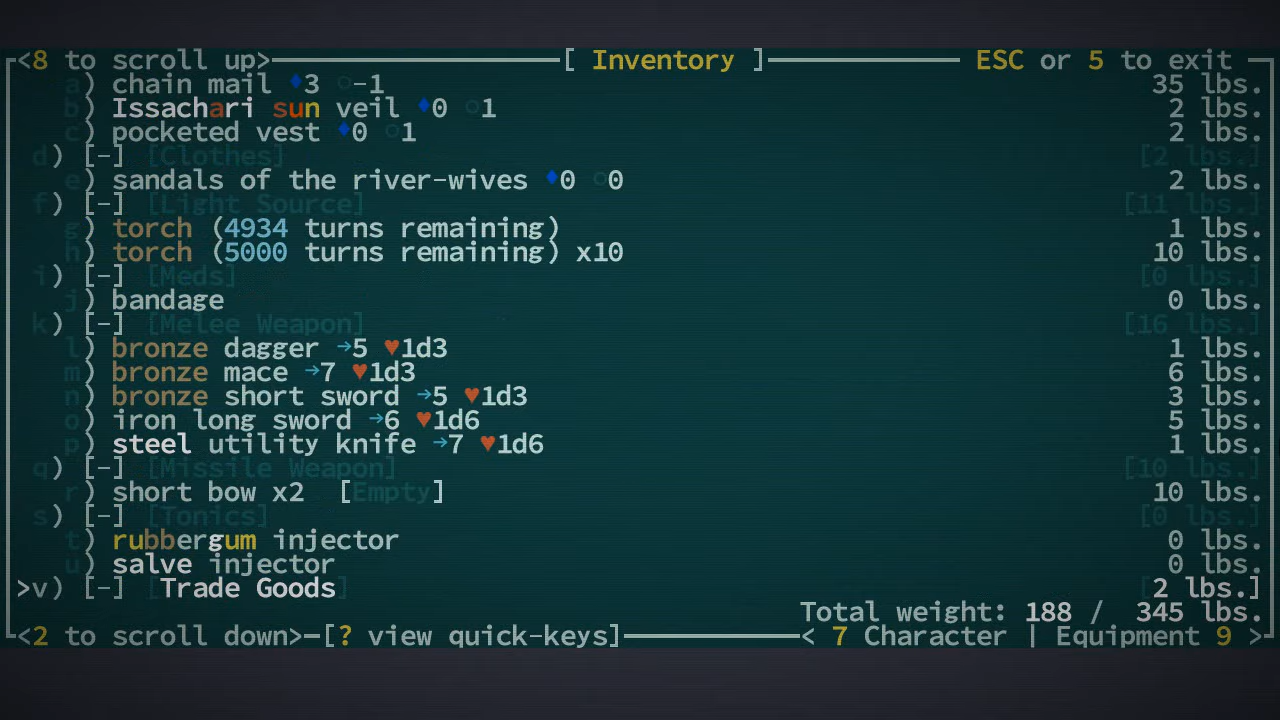 <8 to scroll up> [ Inventory ] ESC or 5 to exit
a) chain mail ♦3 ○-1 35 lbs.
b) Issachari sun veil ♦0 ○1 2 lbs.
c) pocketed vest ♦0 ○1 2 lbs.
d) [-] [Clothes] [2 lbs.]
e) sandals of the river-wives ♦0 ○0 2 lbs.
f) [-] [Light Source] [11 lbs.]
g) torch (4934 turns remaining) 1 lbs.
h) torch (5000 turns remaining) x10 10 lbs.
i) [-] [Meds] [0 lbs.]
j) bandage 0 lbs.
k) [-] [Melee Weapon] [16 lbs.]
l) bronze dagger →5 ♥1d3 1 lbs.
m) bronze mace →7 ♥1d3 6 lbs.
n) bronze short sword →5 ♥1d3 3 lbs.
o) iron long sword →6 ♥1d6 5 lbs.
p) steel utility knife →7 ♥1d6 1 lbs.
q) [-] [Missile Weapon] [10 lbs.]
r) short bow x2 [Empty] 10 lbs.
s) [-] [Tonics] [0 lbs.]
t) rubbergum injector 0 lbs.
u) salve injector 0 lbs.
>v) [-] [Trade Goods] [2 lbs.]
Total weight: 188 / 345 lbs.
<2 to scroll down> [? view quick-keys] < 7 Character | Equipment 9 >